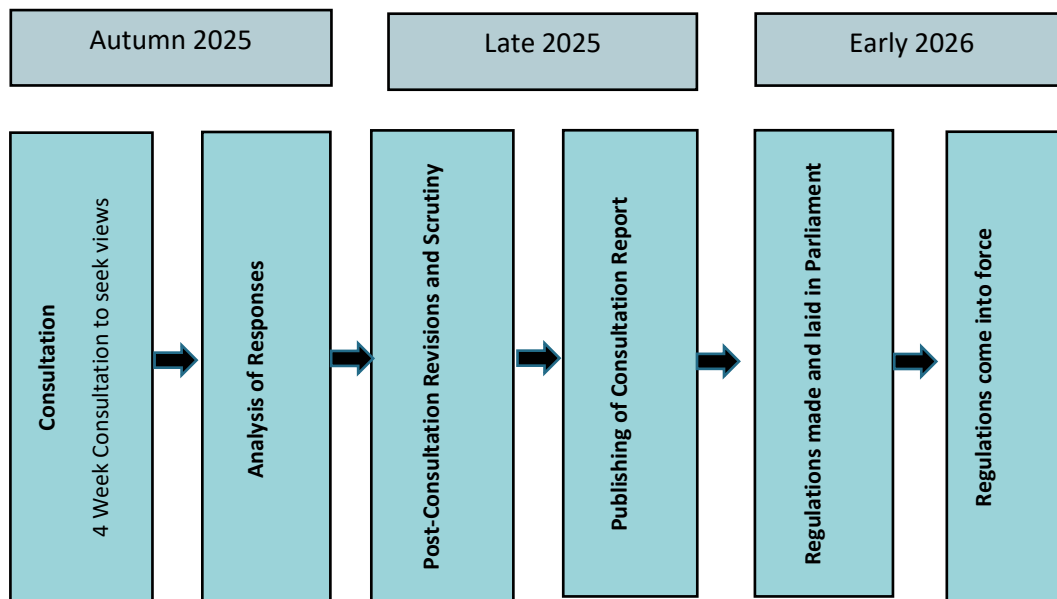 Autumn 2025
Late 2025
Early 2026
Consultation
4 Week Consultation to seek views
Analysis of Responses
Post-Consultation Revisions and Scrutiny
Publishing of Consultation Report
Regulations made and laid in Parliament
Regulations come into force